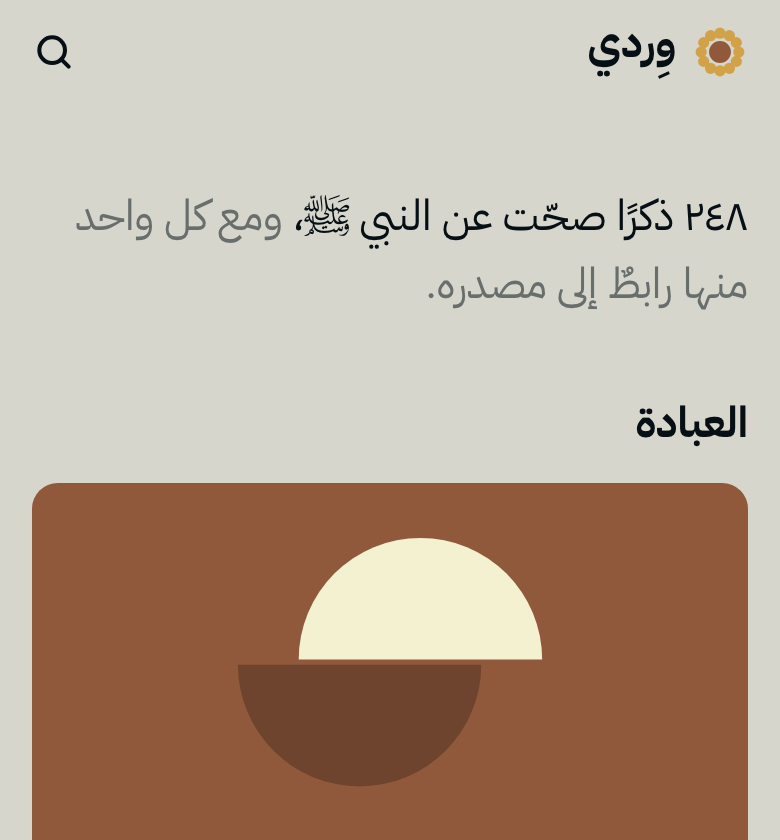 وِردي
٢٤٨ ذكرًا صحّت عن النبي ﷺ، ومع كل واحد
منها رابطٌ إلى مصدره.
العبادة